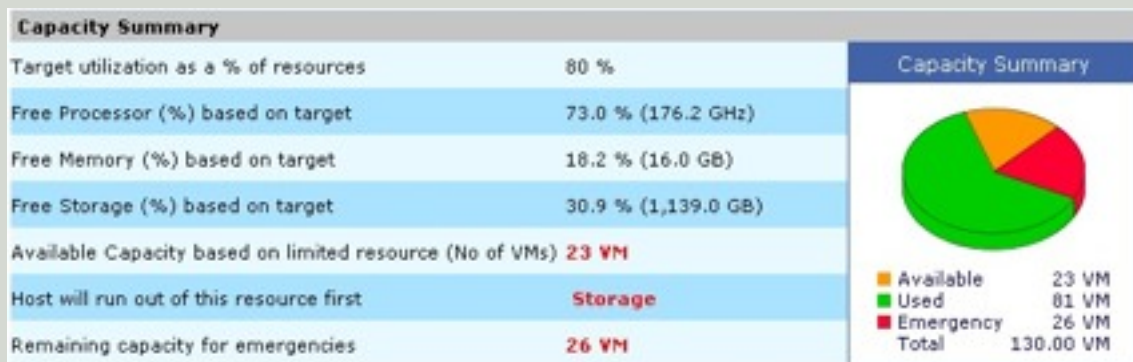 Capacity Summary
Target utilization as a % of resources 80 %
Free Processor (%) based on target 73.0 % (176.2 GHz)
Free Memory (%) based on target 18.2 % (16.0 GB)
Free Storage (%) based on target 30.9 % (1,139.0 GB)
Available Capacity based on limited resource (No of VMs) 23 VM
Host will run out of this resource first Storage
Remaining capacity for emergencies 26 VM
Capacity Summary
Available 23 VM
Used 81 VM
Emergency 26 VM
Total 130.00 VM